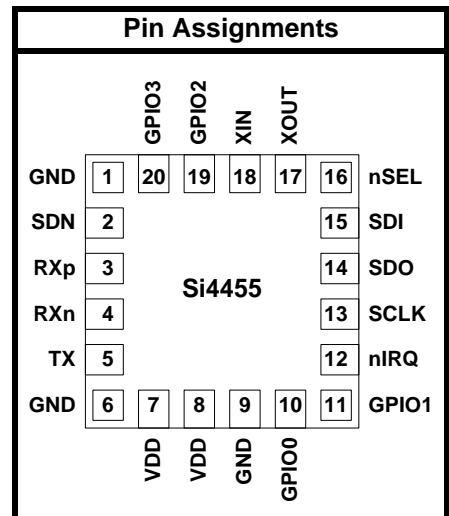 Pin Assignments
GPIO3 GPIO2 XIN XOUT
GND 1 20 19 18 17 16 nSEL
SDN 2 15 SDI
RXp 3 14 SDO
Si4455
RXn 4 13 SCLK
TX 5 12 nIRQ
GND 6 7 8 9 10 11 GPIO1
VDD VDD GND GPIO0